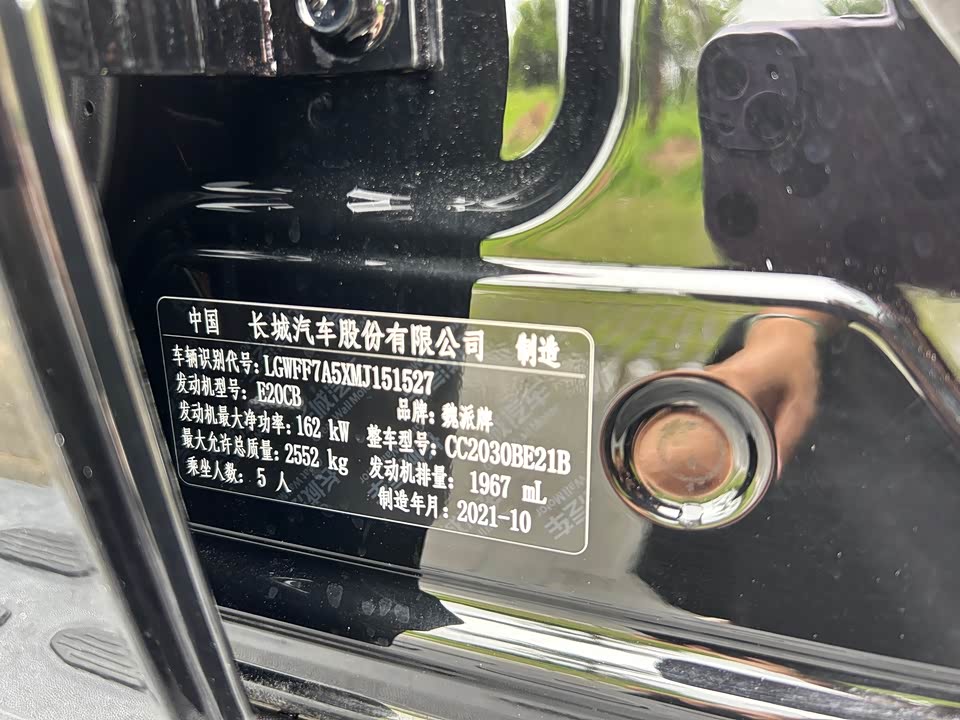 中国 长城汽车股份有限公司 制造
车辆识别代号: LGWFF7A5XMJ151527
发动机型号: E20CB 品牌: 魏派牌
发动机最大净功率: 162 kW 整车型号: CC2030BE21B
最大允许总质量: 2552 kg 发动机排量: 1967 mL
乘坐人数: 5 人 制造年月: 2021-10